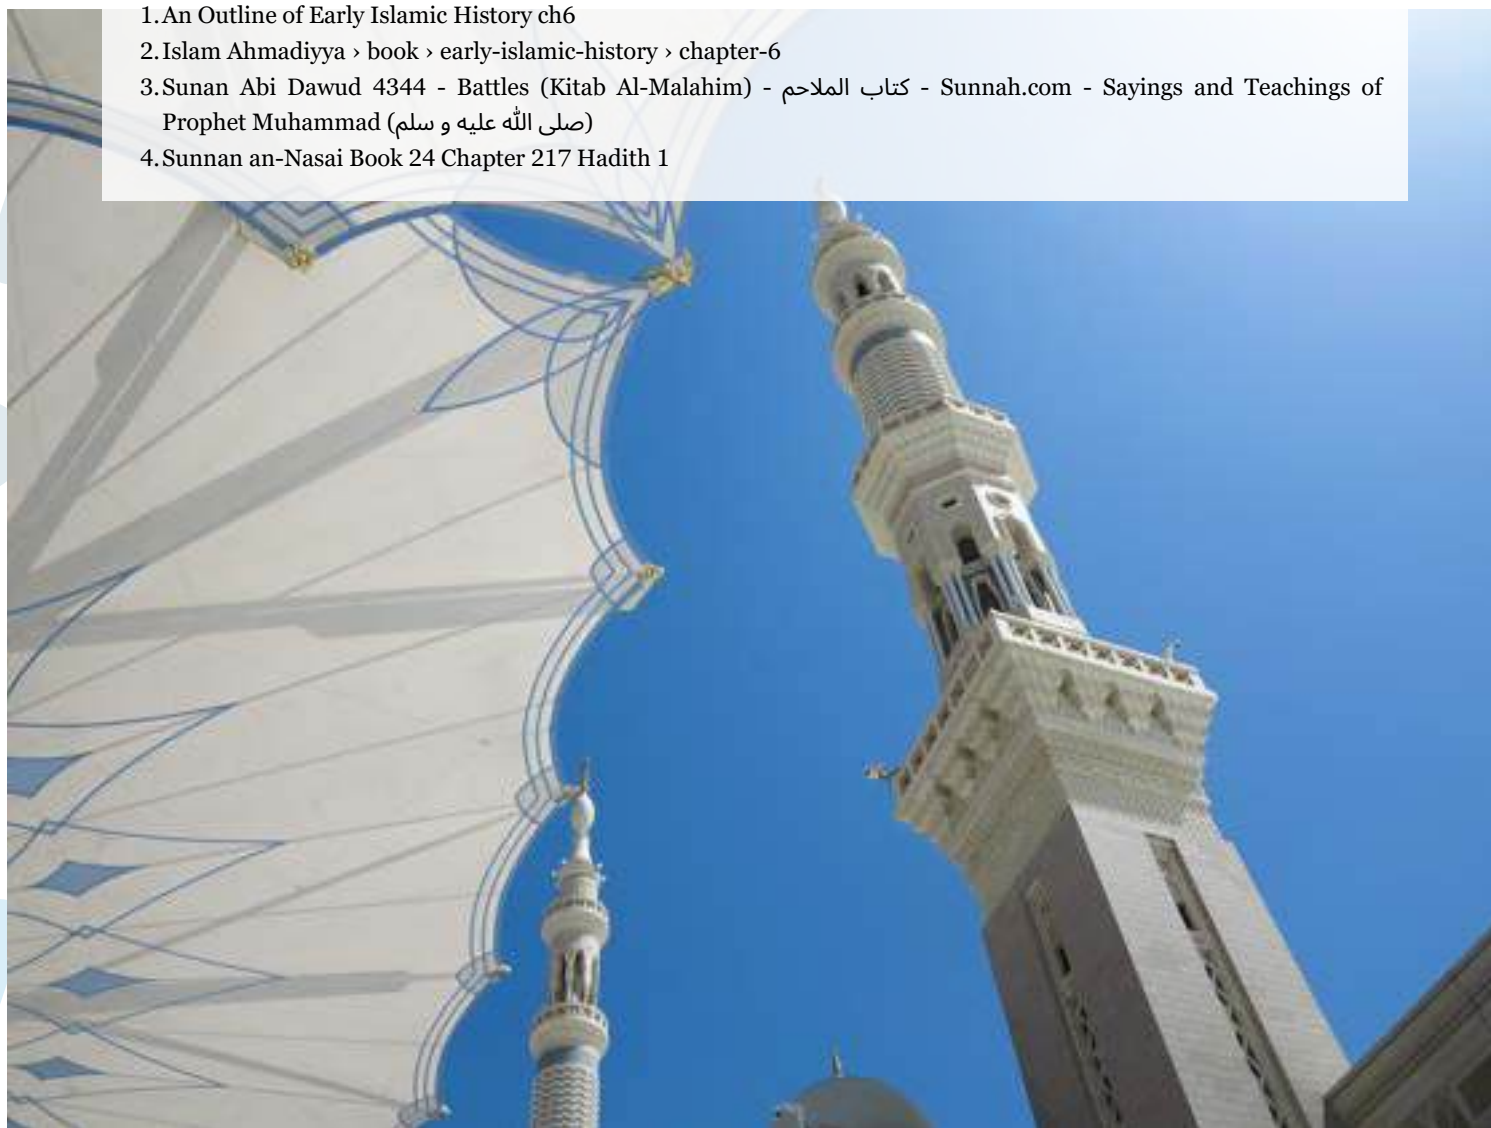 1. An Outline of Early Islamic History ch6
2. Islam Ahmadiyya › book › early-islamic-history › chapter-6
3. Sunan Abi Dawud 4344 - Battles (Kitab Al-Malahim) - كتاب الملاحم - Sunnah.com - Sayings and Teachings of
Prophet Muhammad (صلى الله عليه و سلم)
4. Sunnan an-Nasai Book 24 Chapter 217 Hadith 1